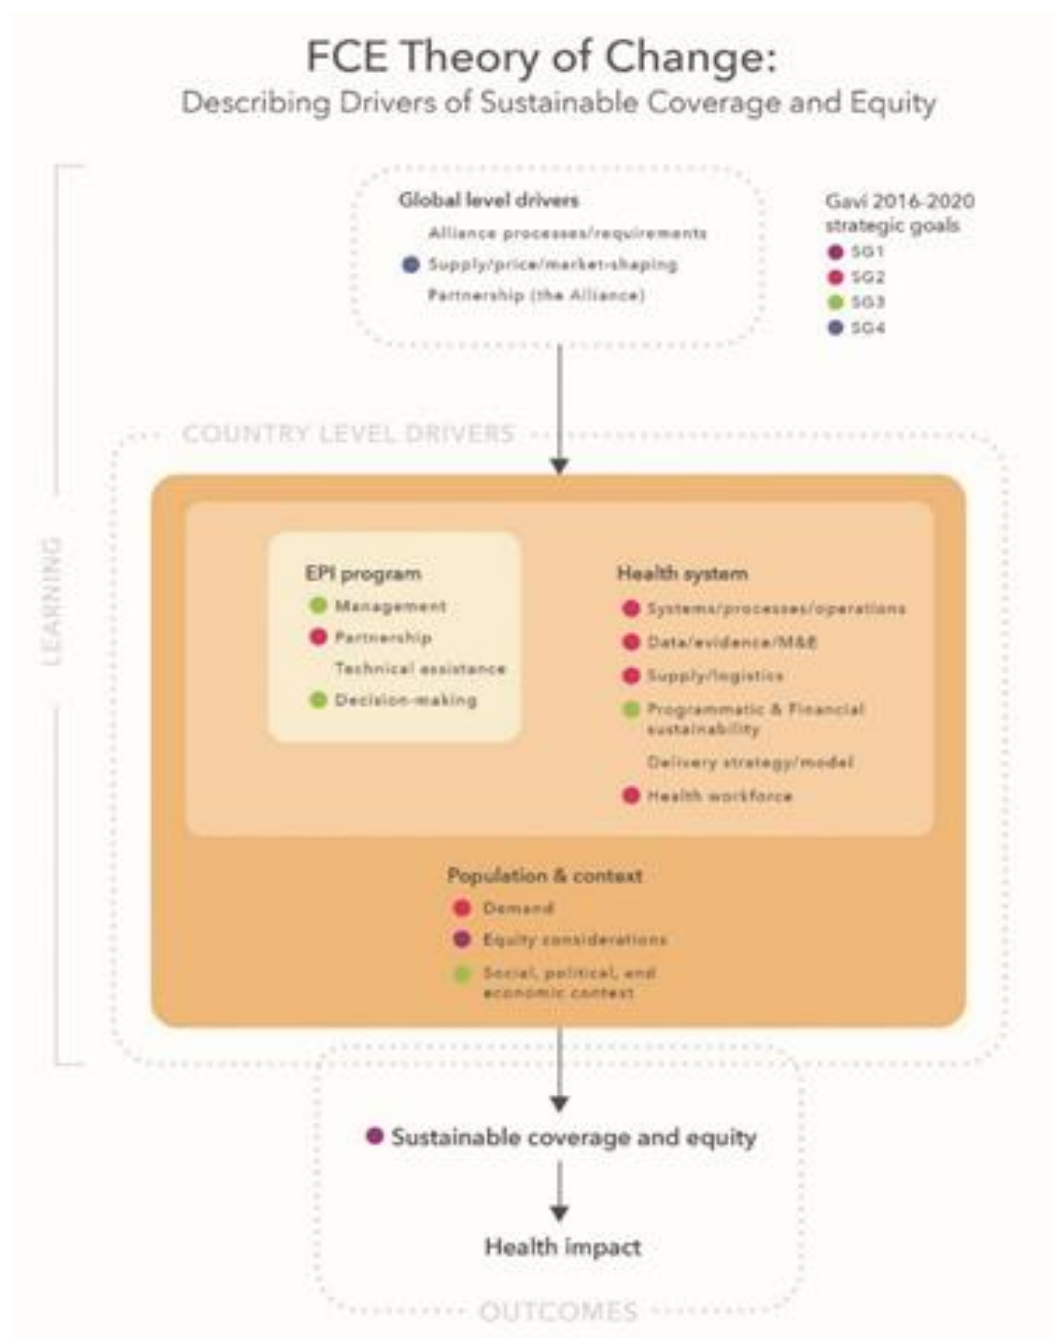 FCE Theory of Change:
Describing Drivers of Sustainable Coverage and Equity
Global level drivers
Alliance processes/requirements
Supply/price/market-shaping
Partnership (the Alliance)
Gavi 2016-2020
strategic goals
SG1
SG2
SG3
SG4
COUNTRY LEVEL DRIVERS
LEARNING
EPI program
Management
Partnership
Technical assistance
Decision-making
Health system
Systems/processes/operations
Data/evidence/M&E
Supply/logistics
Programmatic & Financial
sustainability
Delivery strategy/model
Health workforce
Population & context
Demand
Equity considerations
Social, political, and
economic context
Sustainable coverage and equity
Health impact
OUTCOMES